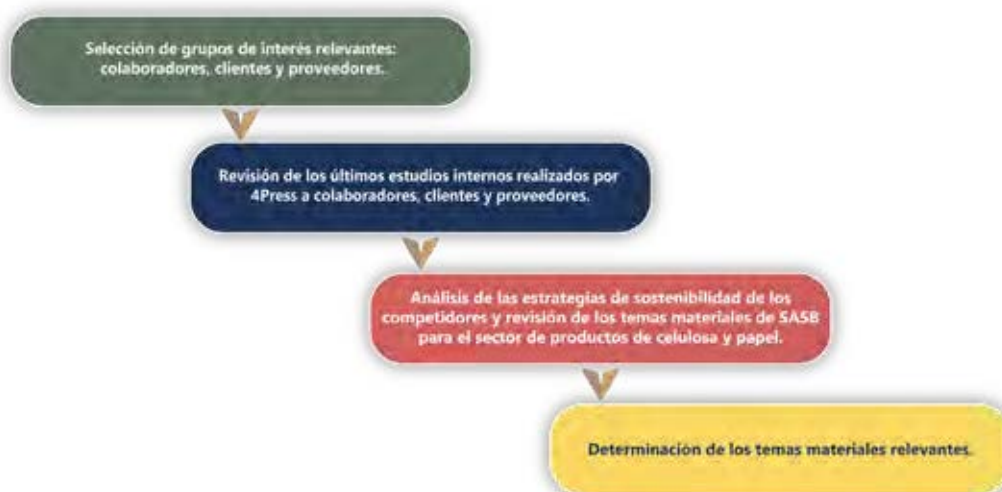 Selección de grupos de interés relevantes:
colaboradores, clientes y proveedores.
Revisión de los últimos estudios internos realizados por
4Press a colaboradores, clientes y proveedores.
Análisis de las estrategias de sostenibilidad de los
competidores y revisión de los temas materiales de SASB
para el sector de productos de celulosa y papel.
Determinación de los temas materiales relevantes.